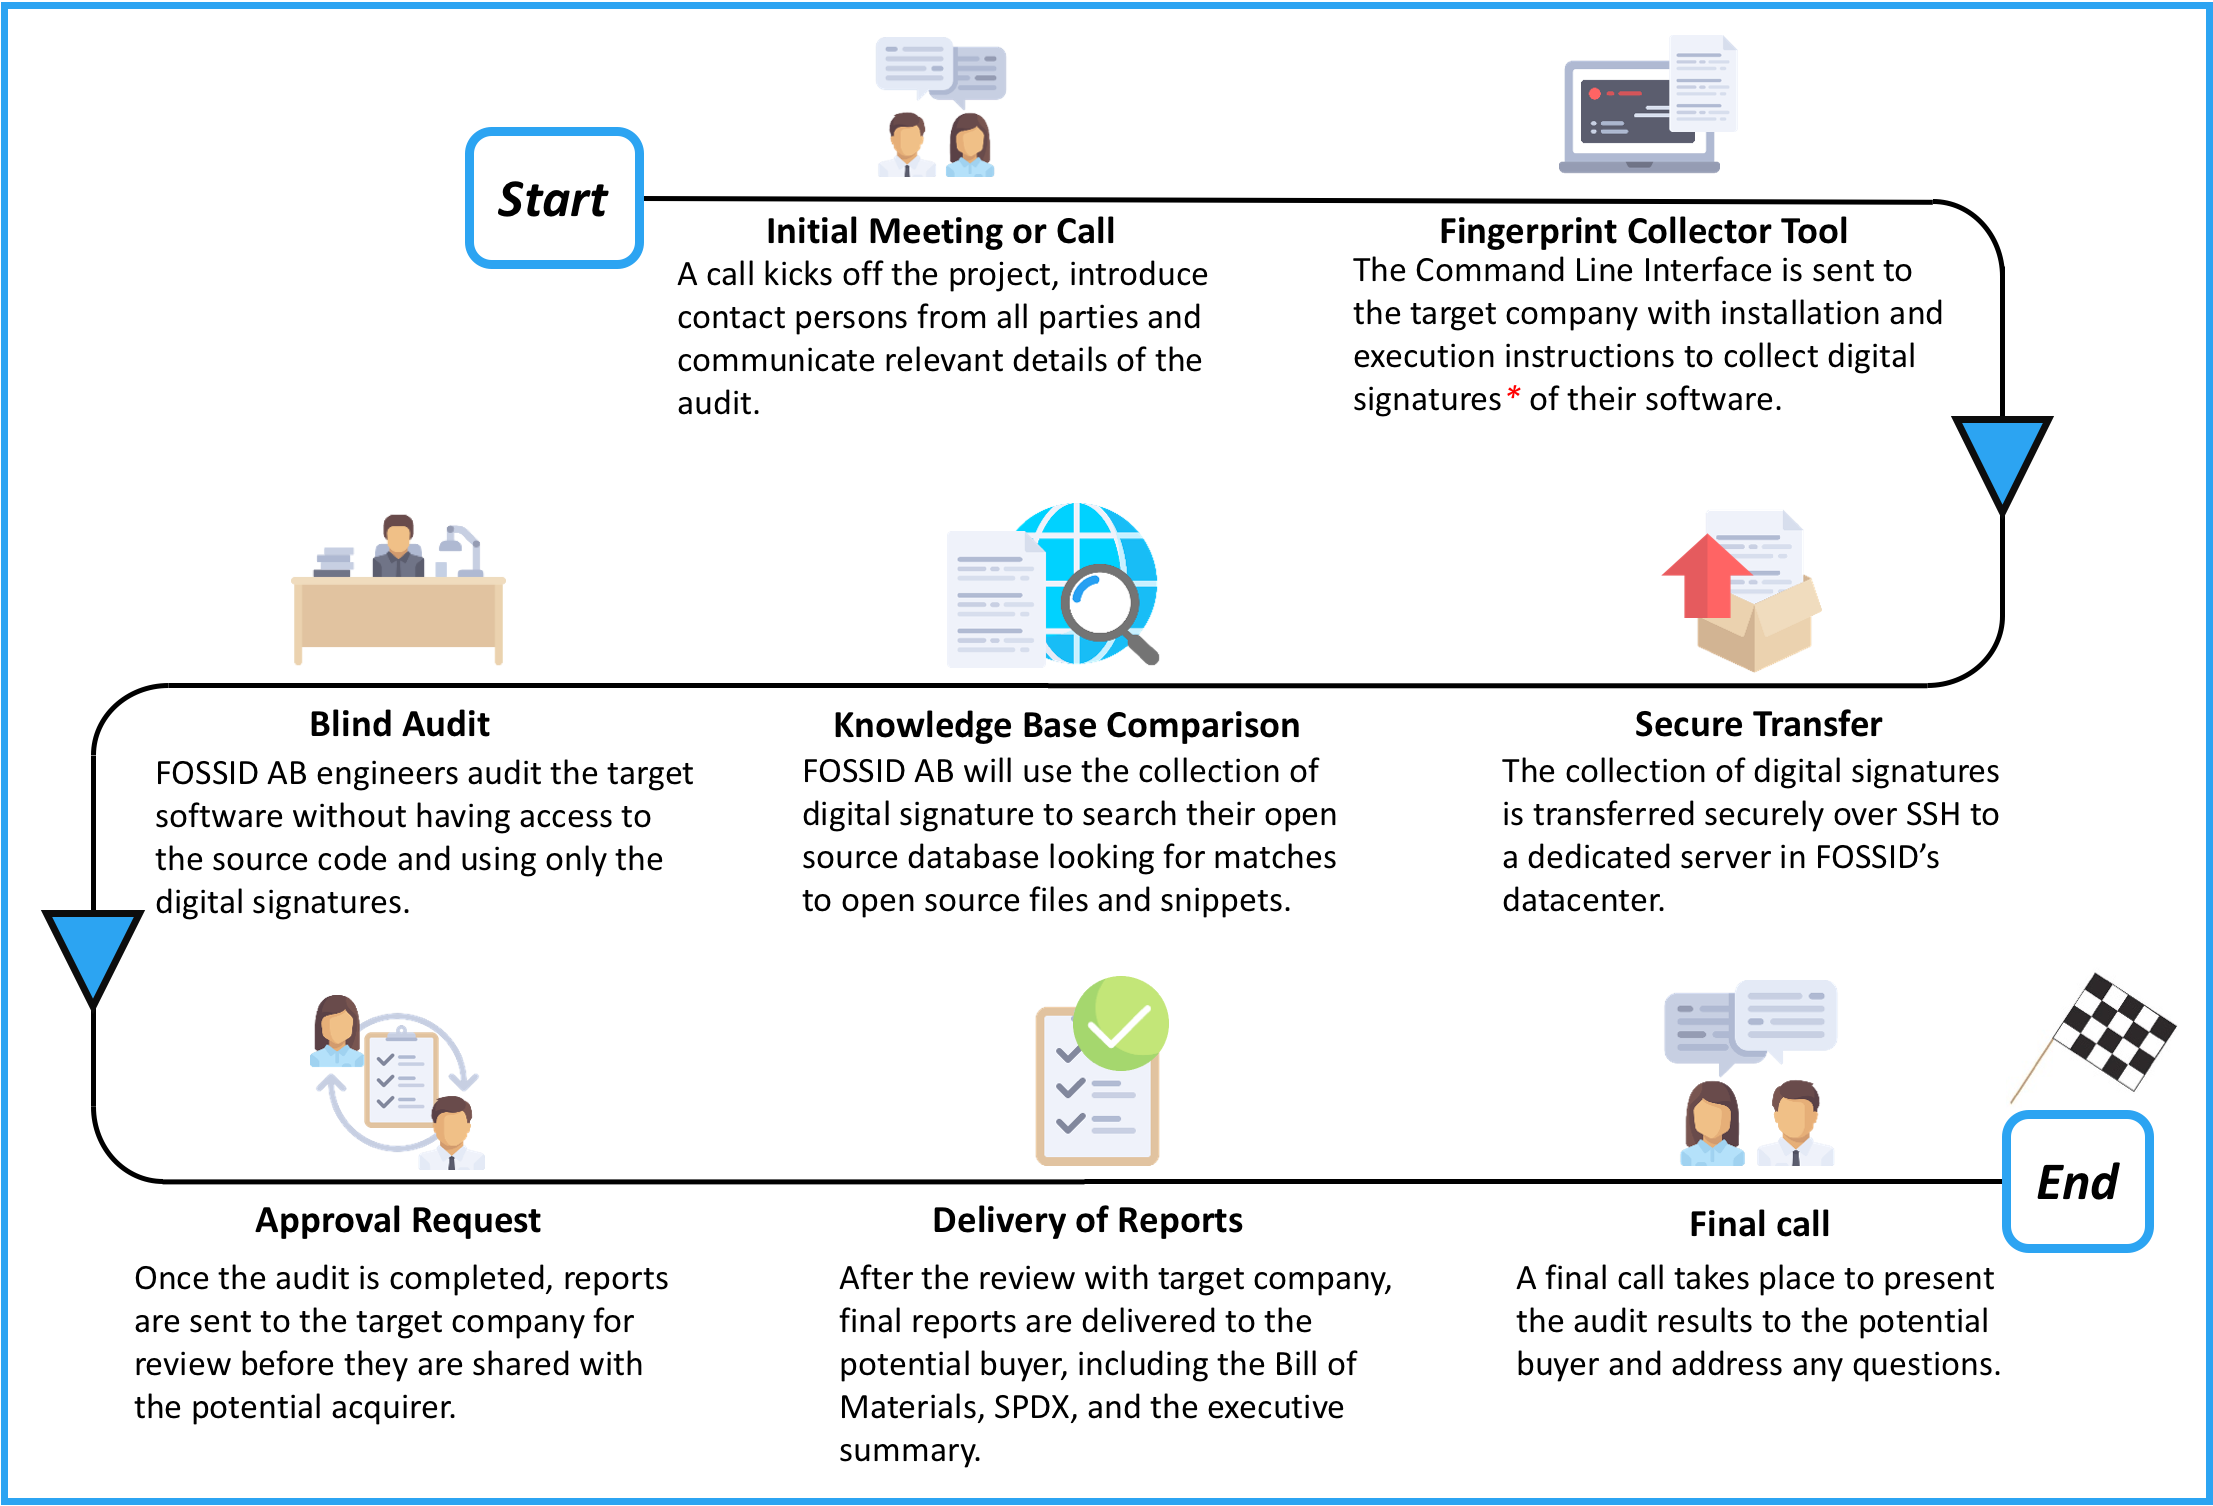 Start
Initial Meeting or Call
A call kicks off the project, introduce
contact persons from all parties and
communicate relevant details of the
audit.
Fingerprint Collector Tool
The Command Line Interface is sent to
the target company with installation and
execution instructions to collect digital
signatures* of their software.
Secure Transfer
The collection of digital signatures
is transferred securely over SSH to
a dedicated server in FOSSID’s
datacenter.
Knowledge Base Comparison
FOSSID AB will use the collection of
digital signature to search their open
source database looking for matches
to open source files and snippets.
Blind Audit
FOSSID AB engineers audit the target
software without having access to
the source code and using only the
digital signatures.
Approval Request
Once the audit is completed, reports
are sent to the target company for
review before they are shared with
the potential acquirer.
Delivery of Reports
After the review with target company,
final reports are delivered to the
potential buyer, including the Bill of
Materials, SPDX, and the executive
summary.
Final call
A final call takes place to present
the audit results to the potential
buyer and address any questions.
End